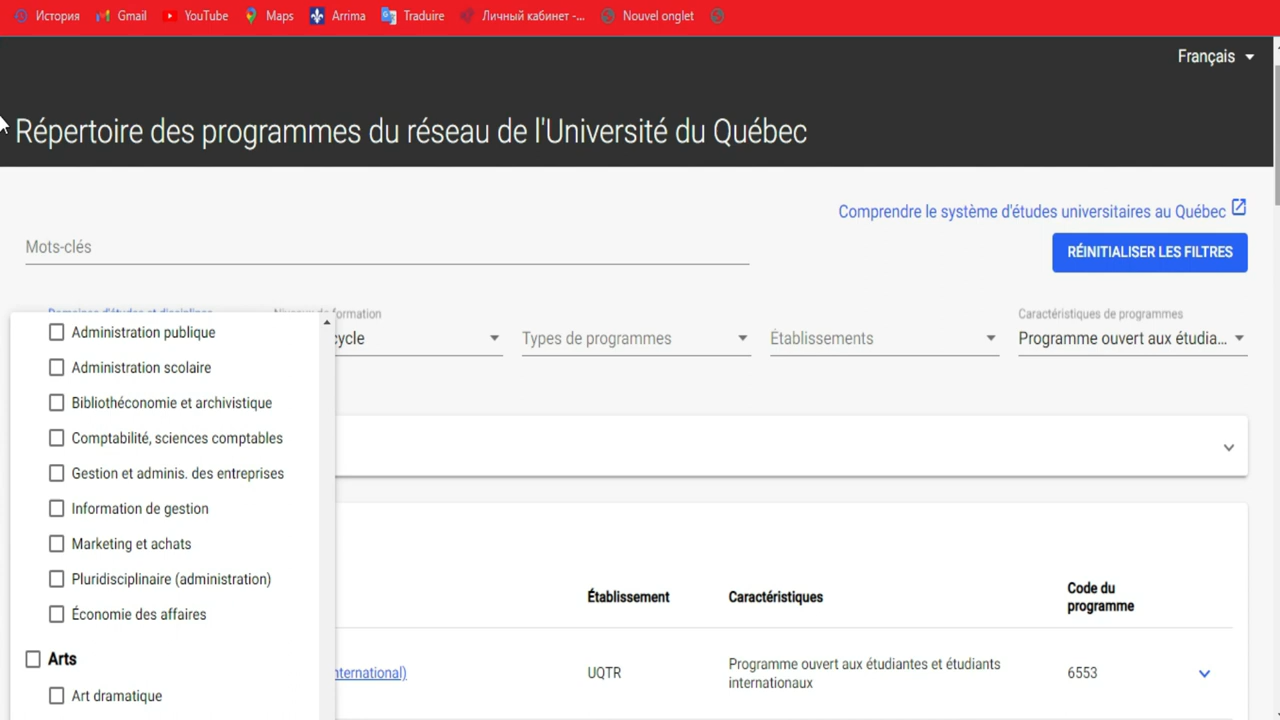 История Gmail YouTube Maps Arrima Traduire Личный кабинет -... Nouvel onglet
Français
Répertoire des programmes du réseau de l'Université du Québec
Comprendre le système d'études universitaires au Québec
Mots-clés
RÉINITIALISER LES FILTRES
formation
Caractéristiques de programmes
cycle
Types de programmes
Établissements
Programme ouvert aux étudia...
Administration publique
Administration scolaire
Bibliothéconomie et archivistique
Comptabilité, sciences comptables
Gestion et adminis. des entreprises
Information de gestion
Marketing et achats
Pluridisciplinaire (administration)
Économie des affaires
Arts
Art dramatique
Établissement
Caractéristiques
Code du
programme
nternational)
UQTR
Programme ouvert aux étudiantes et étudiants
internationaux
6553